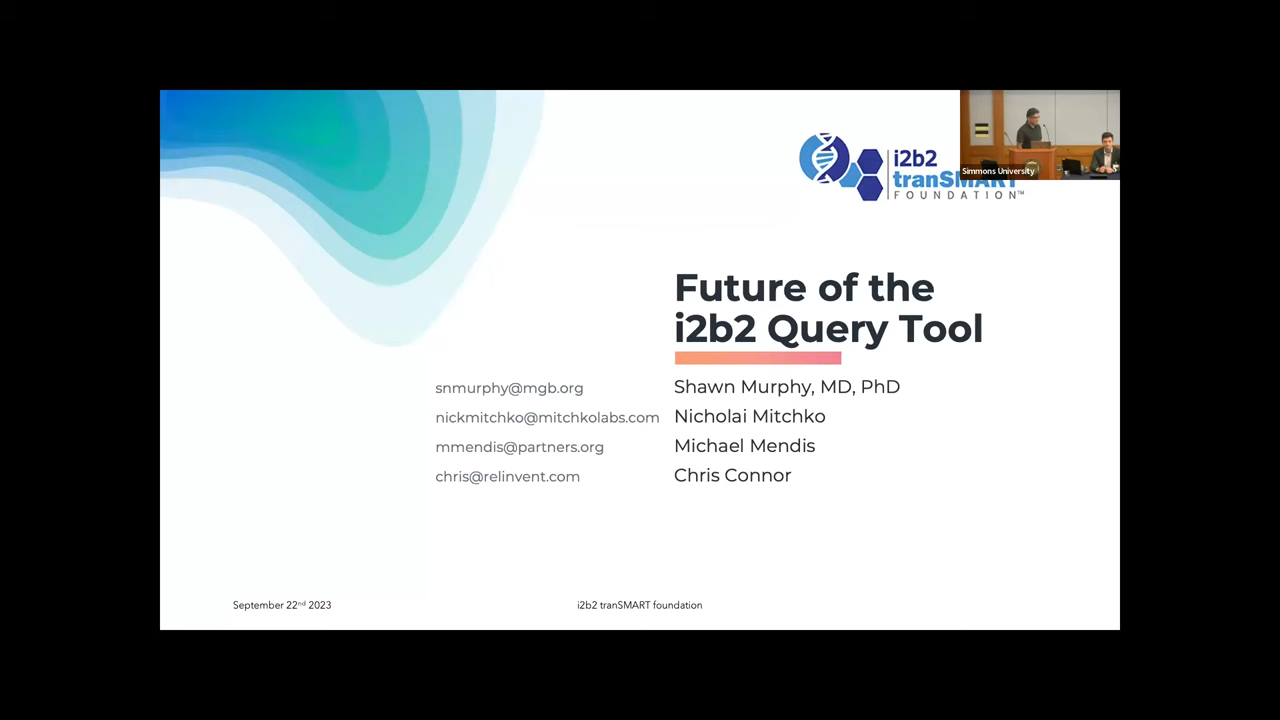 i2b2
tranSMART
FOUNDATION™
Simmons University
Future of the
i2b2 Query Tool
snmurphy@mgb.org Shawn Murphy, MD, PhD
nickmitchko@mitchkolabs.com Nicholai Mitchko
mmendis@partners.org Michael Mendis
chris@relinvent.com Chris Connor
September 22nd 2023 i2b2 tranSMART foundation